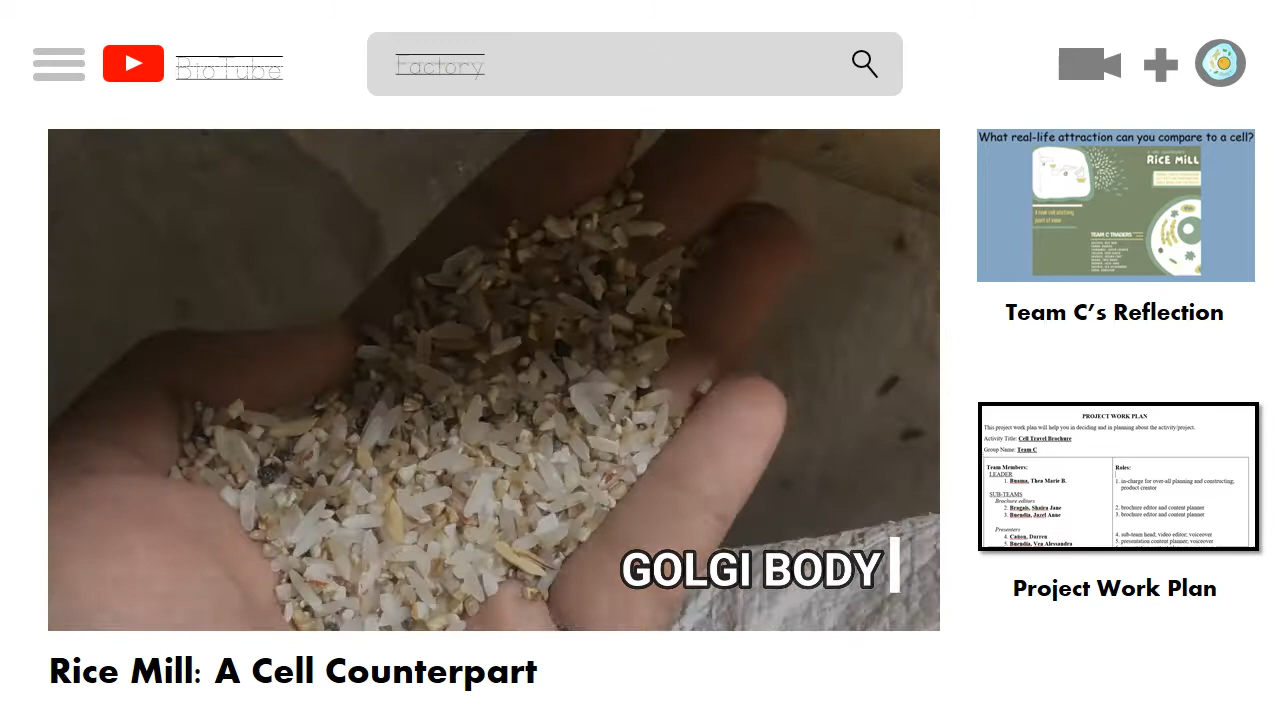 BioTube
Factory
What real-life attraction can you compare to a cell?
RICE MILL
TEAM C TRADERS
Team C's Reflection
PROJECT WORK PLAN
This project work plan will help you in deciding and in planning about the activity/project.
Activity Title: Cell Travel Brochure
Group Name: Team C
Team Members:
LEADER
1. Buama, Thea Marie B.
SUB-TEAMS
Brochure editors
2. Bragais, Shaira Jane
3. Buendia, Jazel Anne
Presenters
4. Cañon, Darren
5. Buendia, Vea Alessandra
Roles:
1. in-charge for over-all planning and constructing,
product creator
2. brochure editor and content planner
3. brochure editor and content planner
4. sub-team head; video editor; voiceover
5. presentation content planner; voiceover
Project Work Plan
GOLGI BODY
Rice Mill: A Cell Counterpart